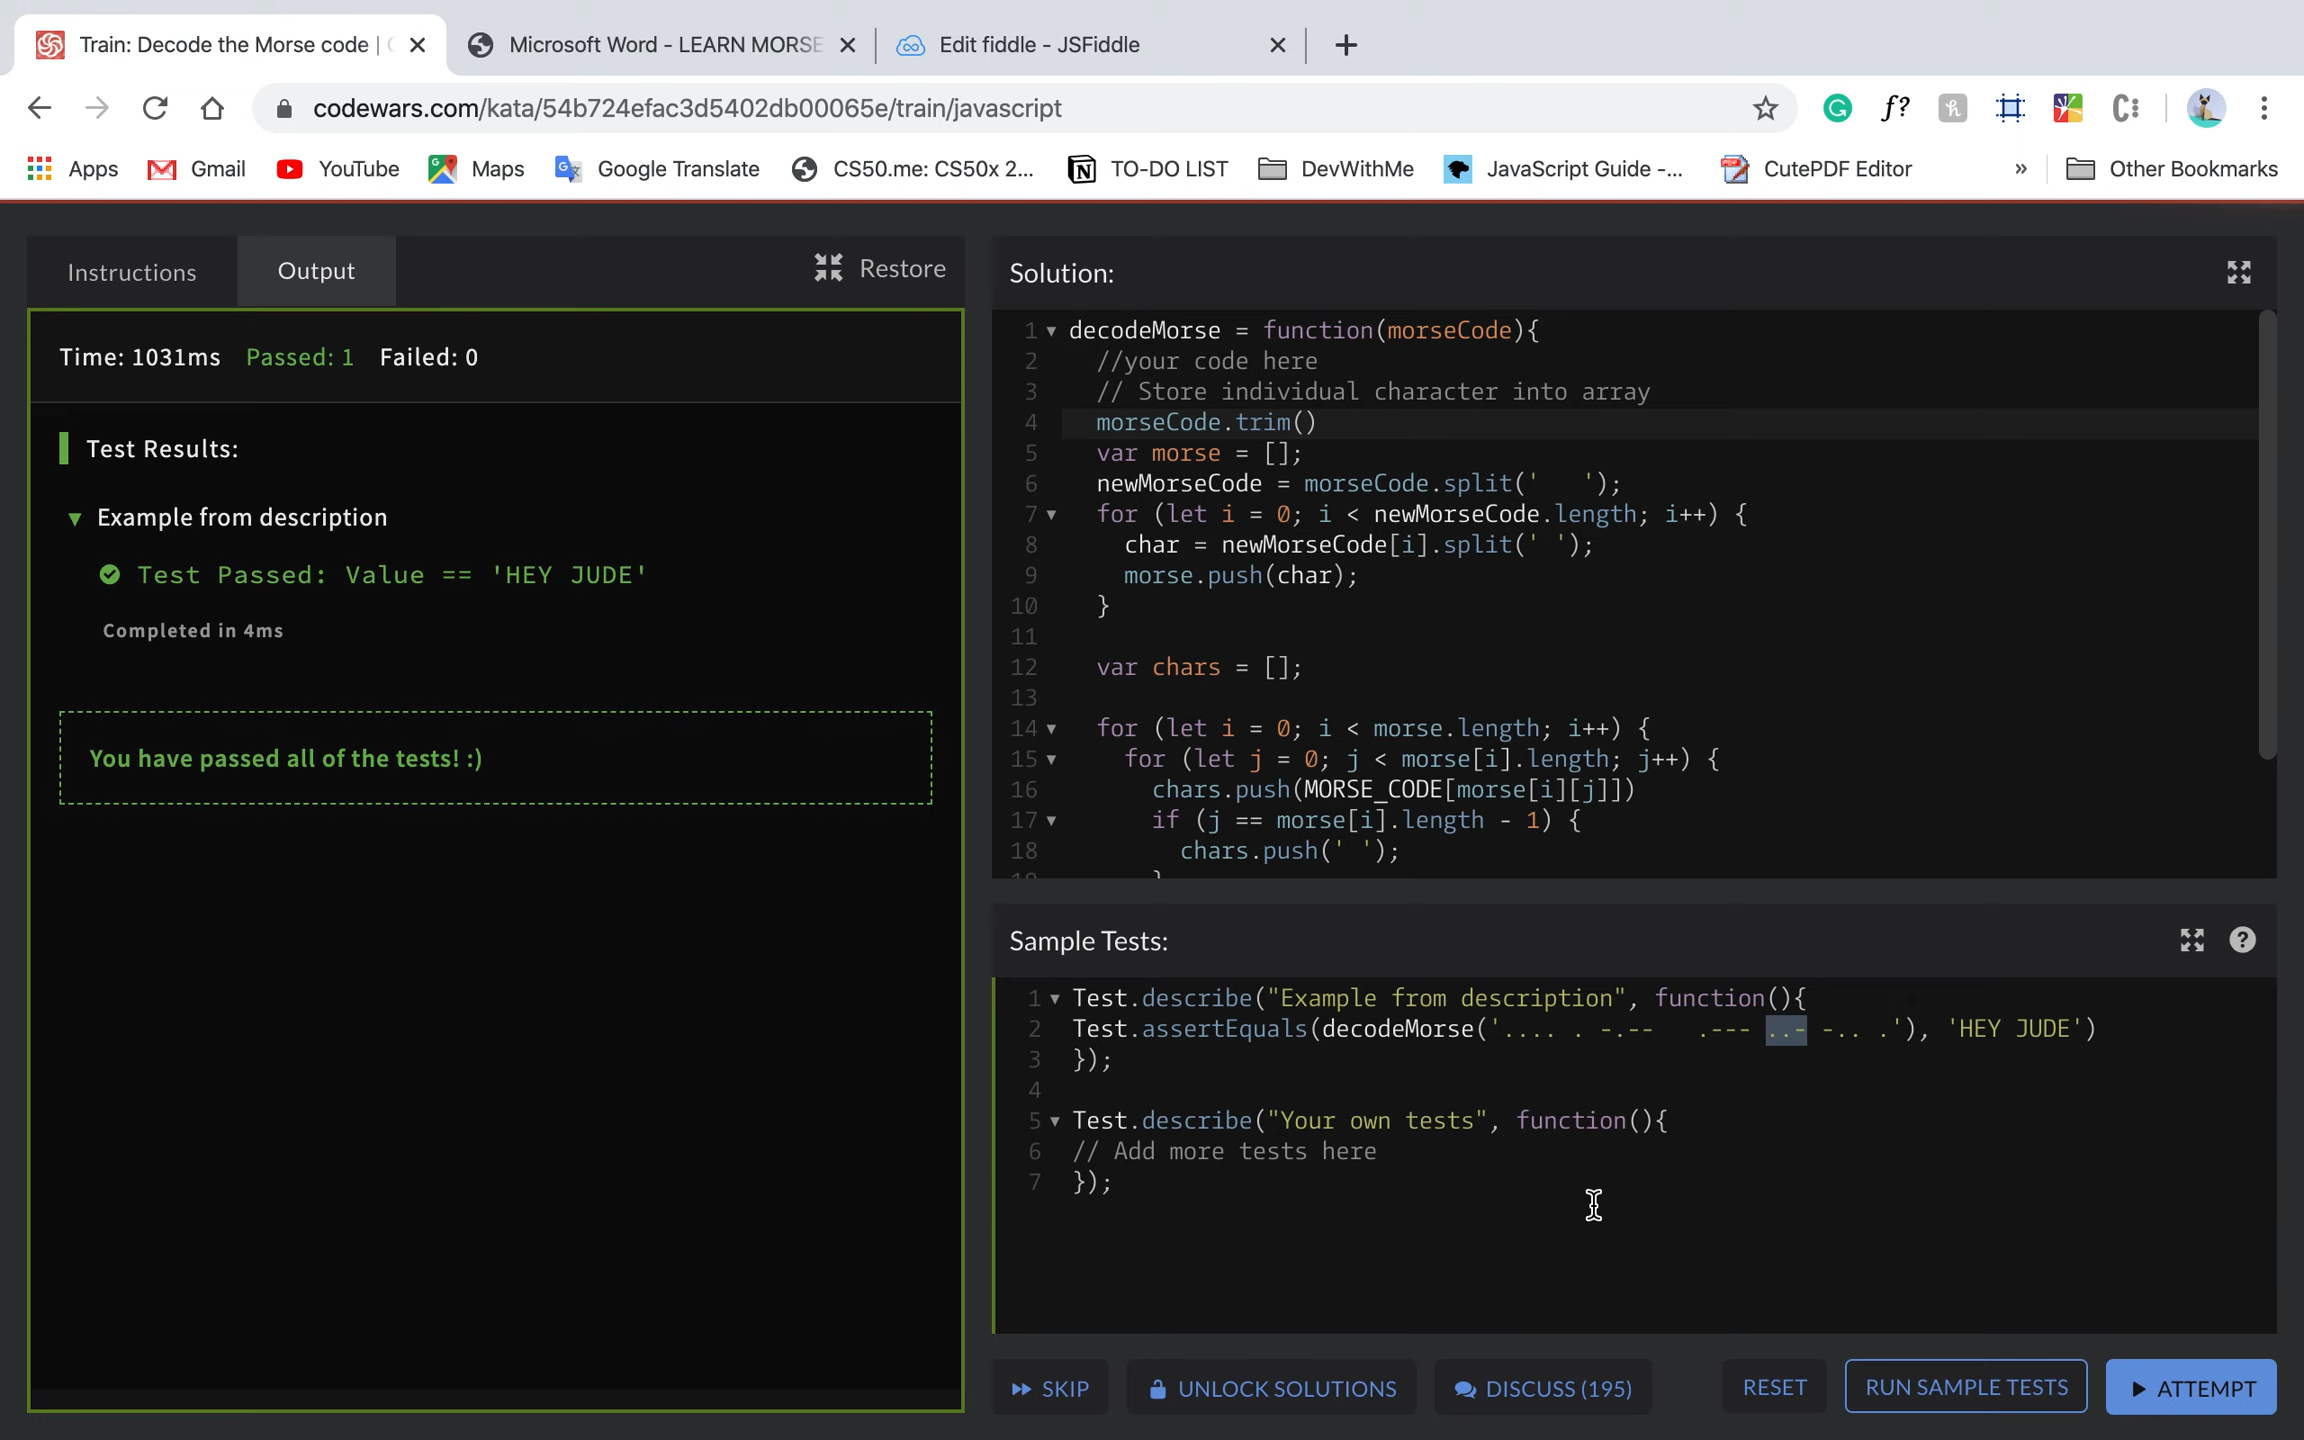 Train: Decode the Morse code |
Microsoft Word - LEARN MORSE
Edit fiddle - JSFiddle
codewars.com/kata/54b724efac3d5402db00065e/train/javascript
Apps
Gmail
YouTube
Maps
Google Translate
CS50.me: CS50x 2...
TO-DO LIST
DevWithMe
JavaScript Guide -...
CutePDF Editor
»
Other Bookmarks
Instructions
Output
Restore
Time: 1031ms Passed: 1 Failed: 0
Test Results:
Example from description
Test Passed: Value == 'HEY JUDE'
Completed in 4ms
You have passed all of the tests! :)
Solution:
1 decodeMorse = function(morseCode){
2   //your code here
3   // Store individual character into array
4   morseCode.trim()
5   var morse = [];
6   newMorseCode = morseCode.split('   ');
7   for (let i = 0; i < newMorseCode.length; i++) {
8     char = newMorseCode[i].split(' ');
9     morse.push(char);
10   }
11
12   var chars = [];
13
14   for (let i = 0; i < morse.length; i++) {
15     for (let j = 0; j < morse[i].length; j++) {
16       chars.push(MORSE_CODE[morse[i][j]])
17       if (j == morse[i].length - 1) {
18         chars.push(' ');
Sample Tests:
1 Test.describe("Example from description", function(){
2 Test.assertEquals(decodeMorse('.... . -.--   .--- ..- -.. .'), 'HEY JUDE')
3 });
4
5 Test.describe("Your own tests", function(){
6 // Add more tests here
7 });
SKIP
UNLOCK SOLUTIONS
DISCUSS (195)
RESET
RUN SAMPLE TESTS
ATTEMPT